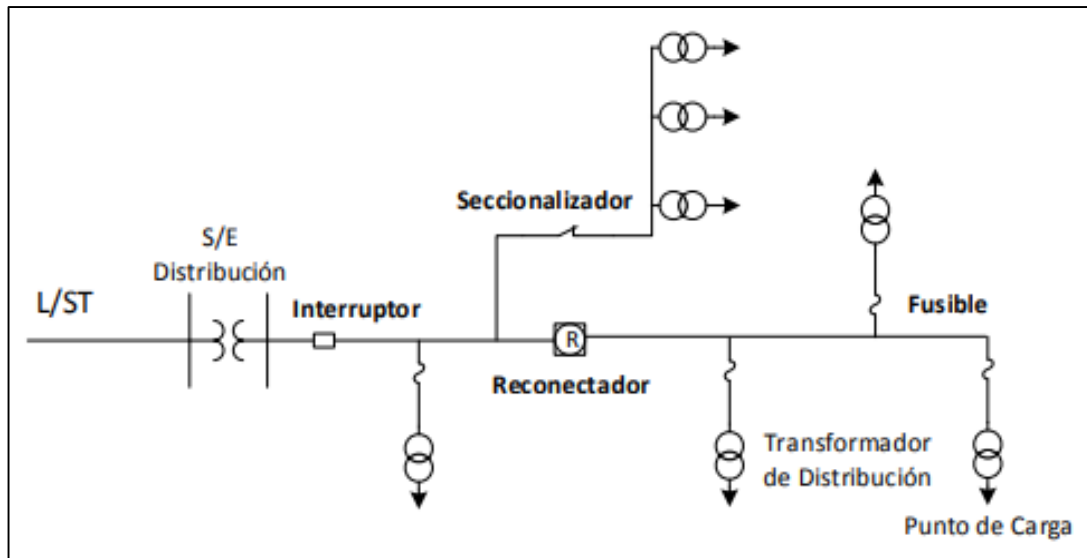 Seccionalizador
S/E
Distribución
L/ST
Interruptor
Fusible
R
Reconectador
Transformador
de Distribución
Punto de Carga